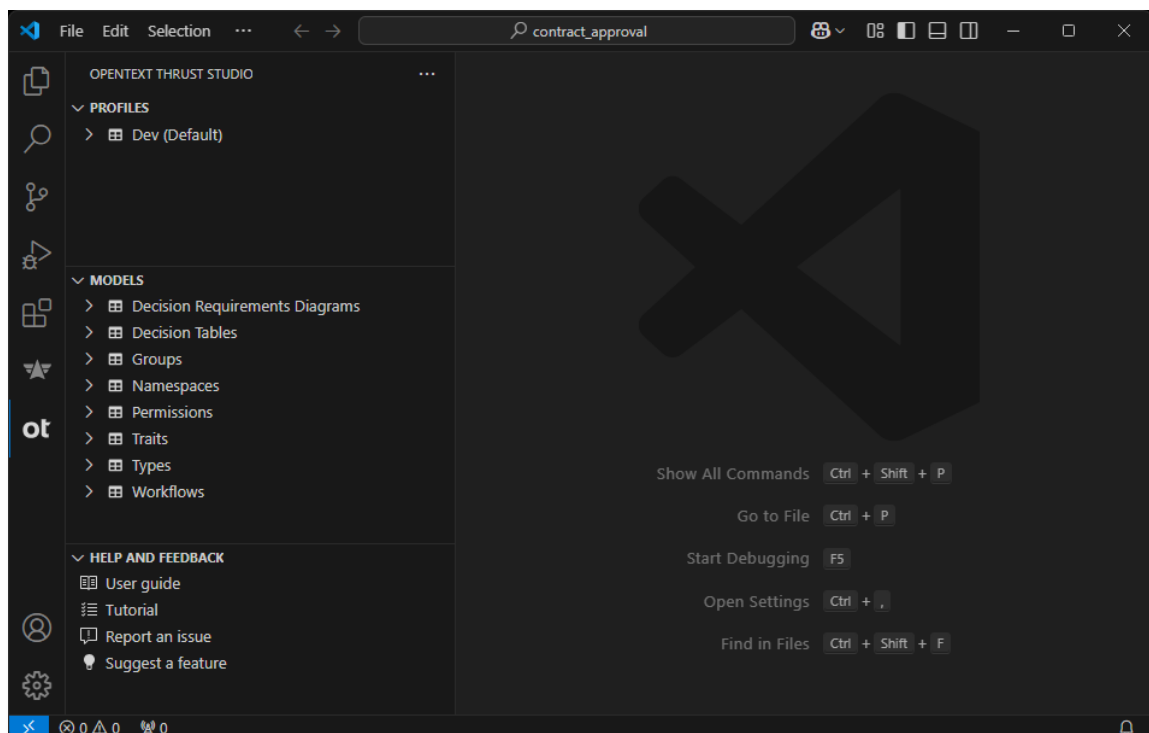 File Edit Selection ··· contract_approval
OPENTEXT THRUST STUDIO ···
PROFILES
Dev (Default)
MODELS
Decision Requirements Diagrams
Decision Tables
Groups
Namespaces
Permissions
Traits
Types
Workflows
HELP AND FEEDBACK
User guide
Tutorial
Report an issue
Suggest a feature
ot
Show All Commands Ctrl + Shift + P
Go to File Ctrl + P
Start Debugging F5
Open Settings Ctrl + ,
Find in Files Ctrl + Shift + F
0 0 0